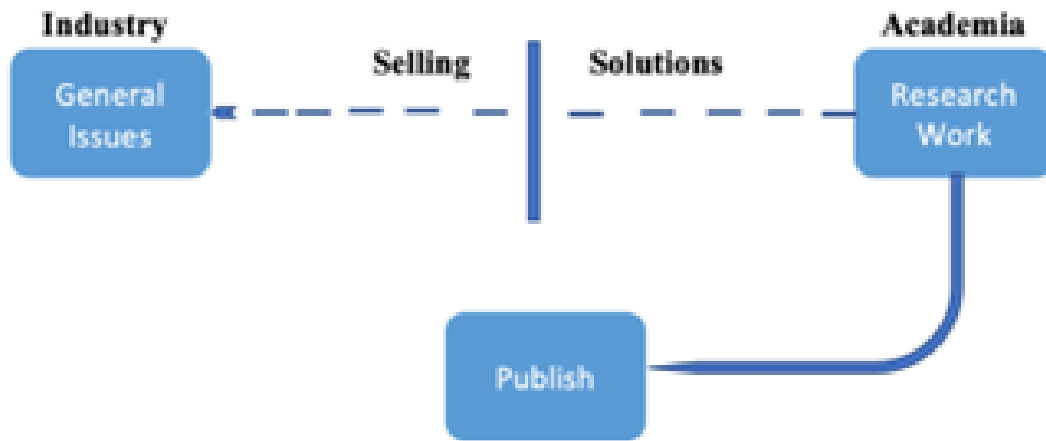 Industry
Academia
Selling
Solutions
General
Issues
Research
Work
Publish